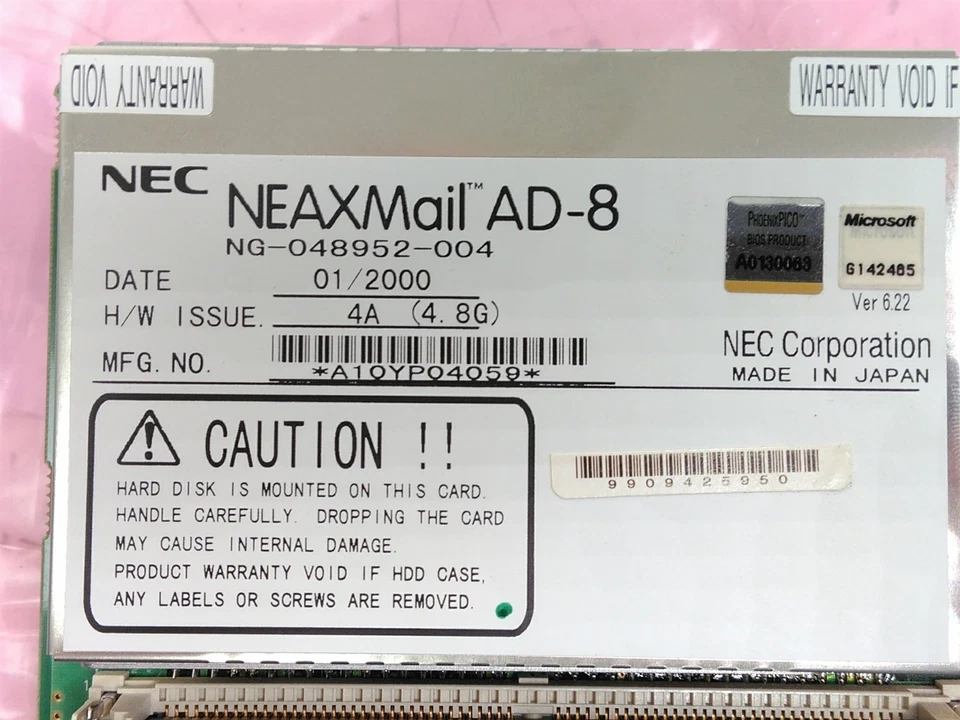 WARRANTY VOID
WARRANTY VOID IF
NEC NEAXMail™ AD-8
NG-048952-004
DATE 01/2000
H/W ISSUE. 4A (4.8G)
MFG. NO. *A10YP04059*
PHOENIXPICO™
BIOS PRODUCT
A0130063
Microsoft
MICROSOFT
G142485
Ver 6.22
NEC Corporation
MADE IN JAPAN
CAUTION !!
HARD DISK IS MOUNTED ON THIS CARD.
HANDLE CAREFULLY. DROPPING THE CARD
MAY CAUSE INTERNAL DAMAGE.
PRODUCT WARRANTY VOID IF HDD CASE,
ANY LABELS OR SCREWS ARE REMOVED.
9909425950